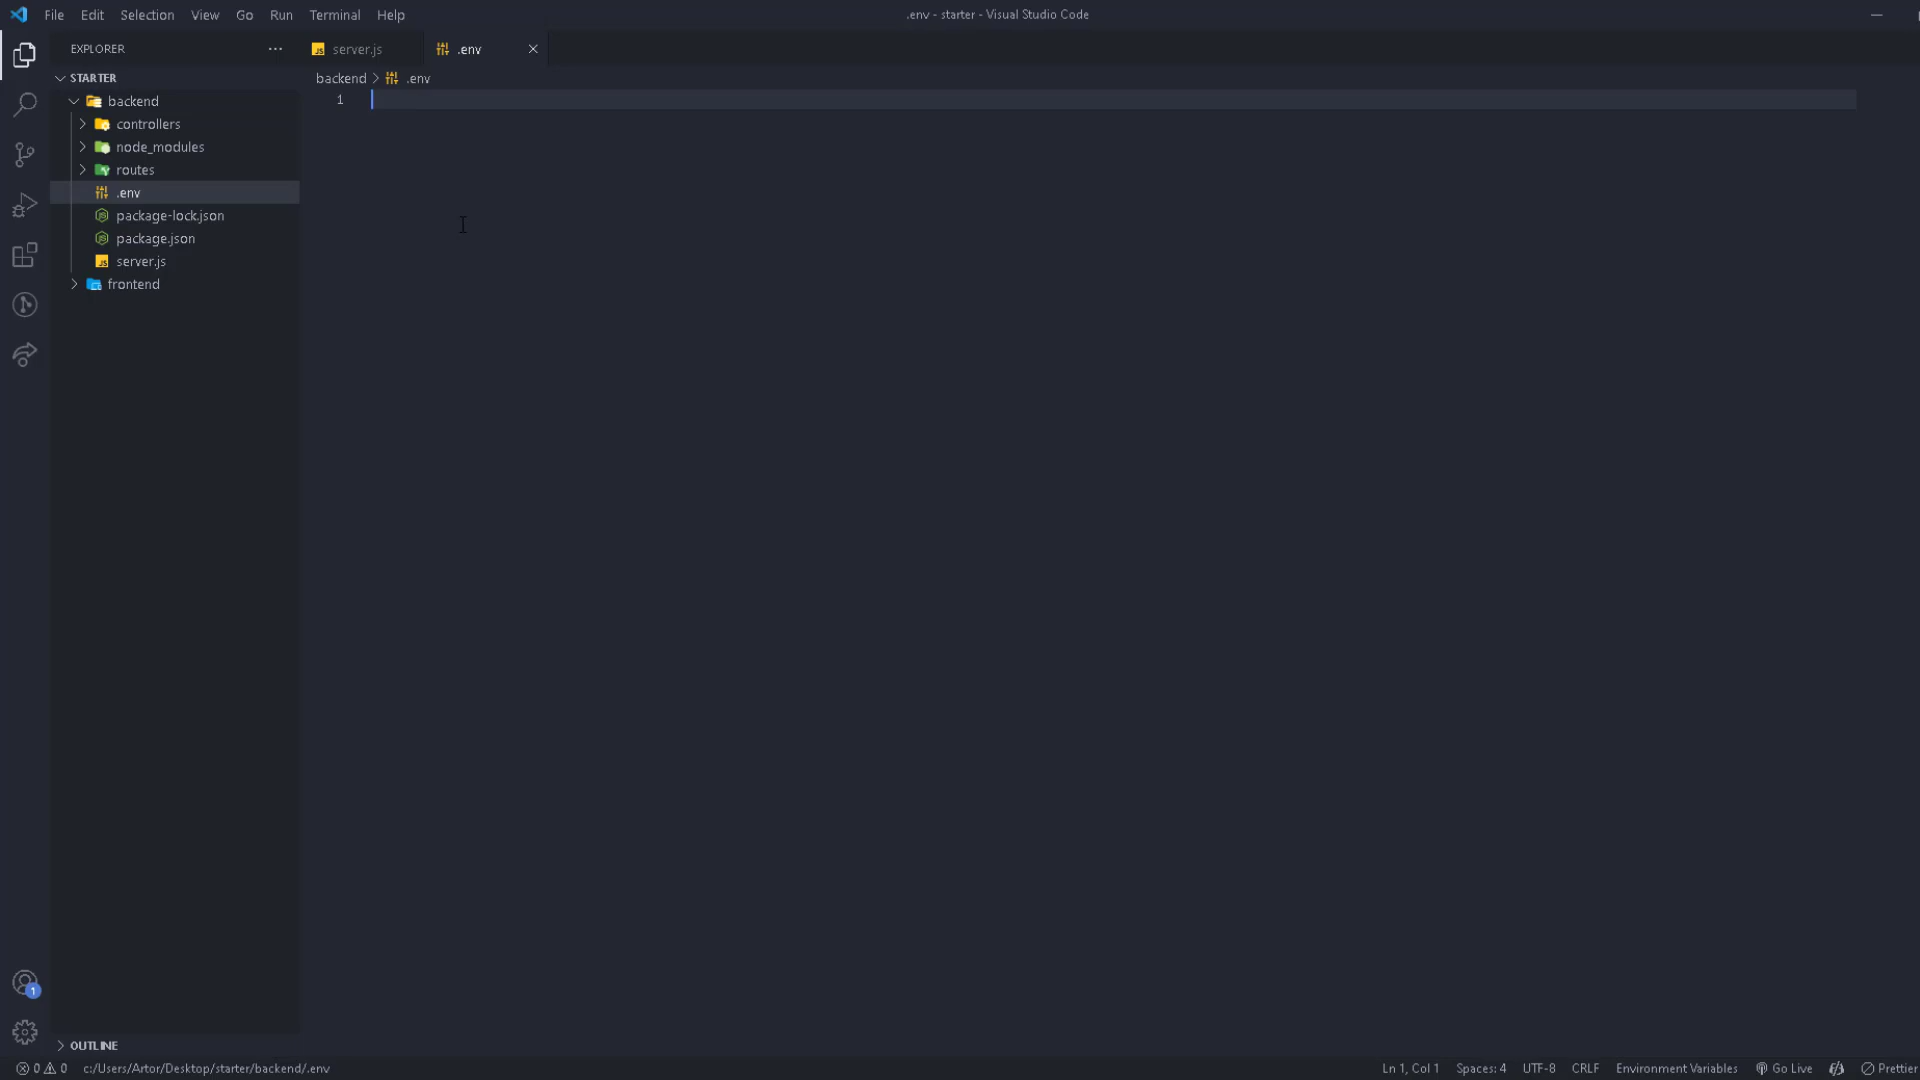 File Edit Selection View Go Run Terminal Help
.env - starter - Visual Studio Code
EXPLORER
server.js
.env
STARTER
backend > .env
1
backend
controllers
node_modules
routes
.env
package-lock.json
package.json
server.js
frontend
1
OUTLINE
0 0 c:/Users/Artor/Desktop/starter/backend/.env
Ln 1, Col 1 Spaces: 4 UTF-8 CRLF Environment Variables Go Live Prettier